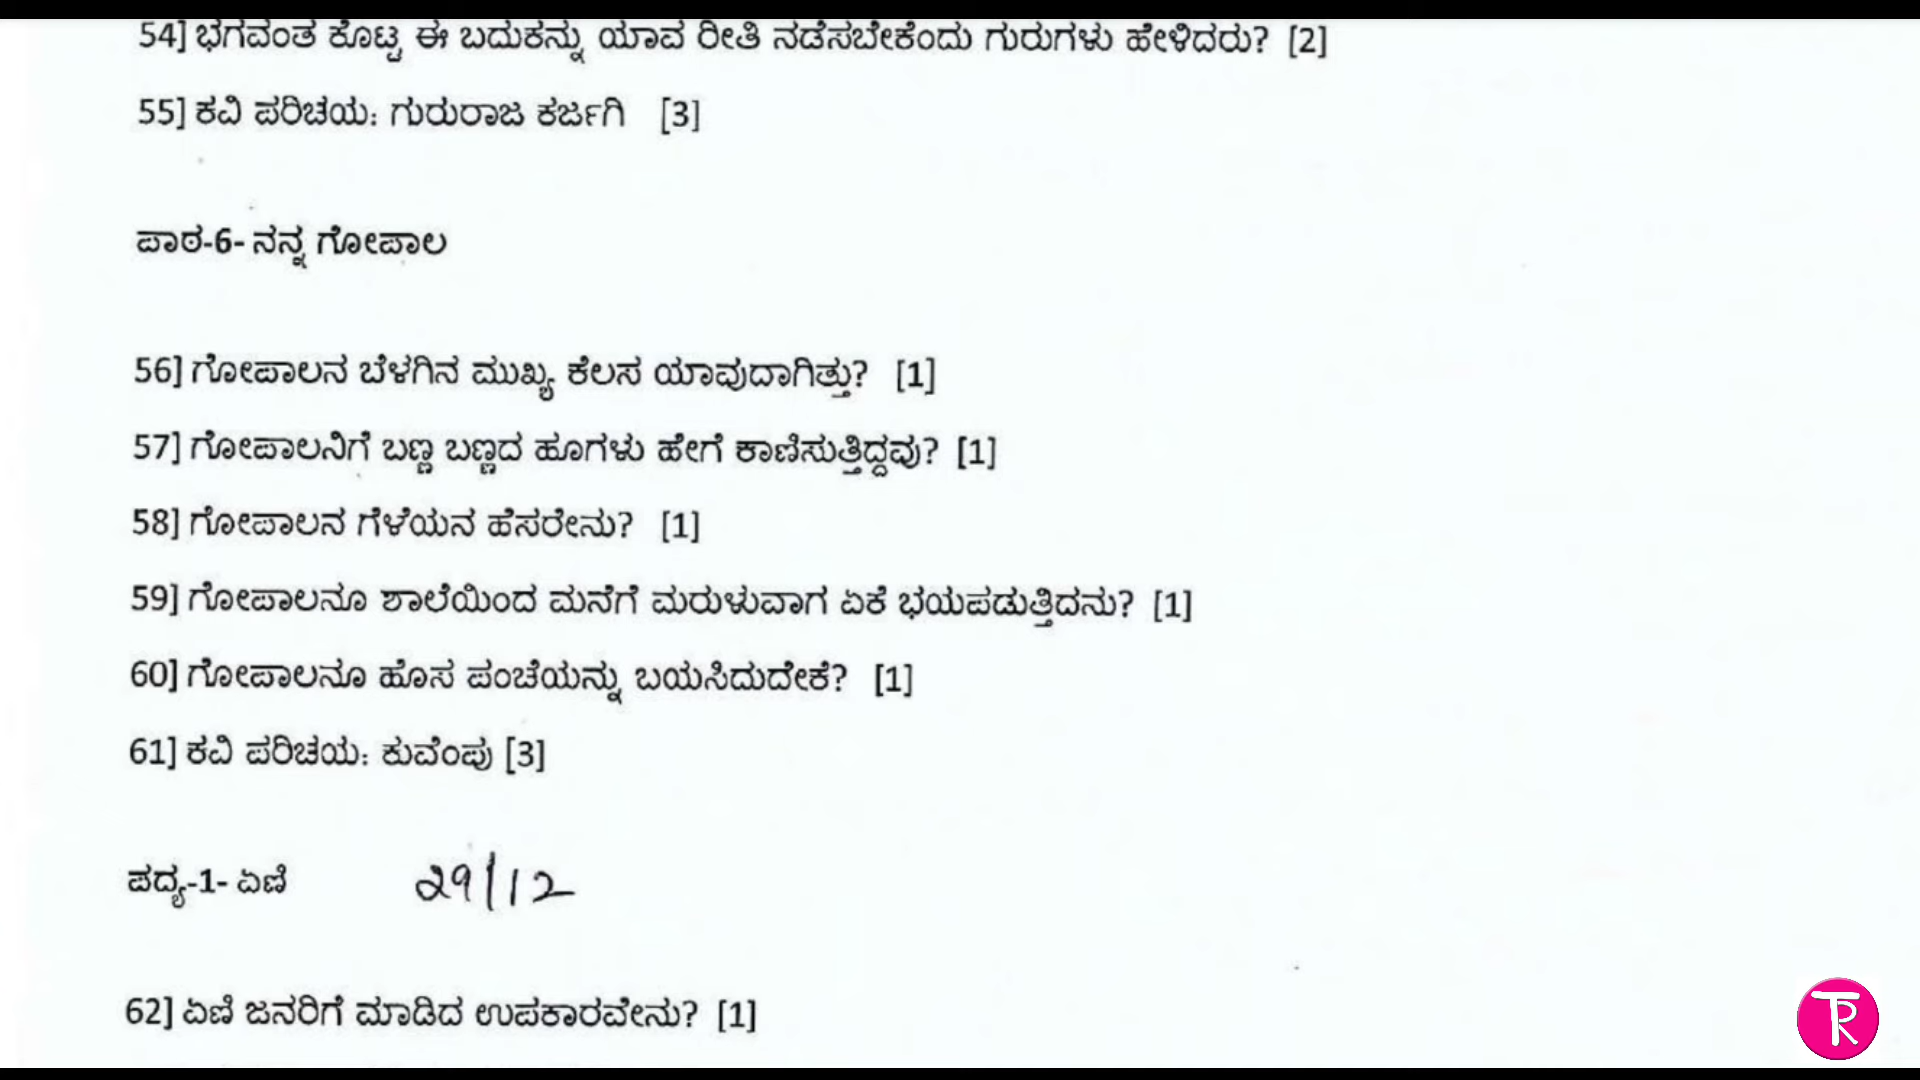 54] ಭಗವಂತ ಕೊಟ್ಟ ಈ ಬದುಕನ್ನು ಯಾವ ರೀತಿ ನಡೆಸಬೇಕೆಂದು ಗುರುಗಳು ಹೇಳಿದರು? [2]
55] ಕವಿ ಪರಿಚಯ: ಗುರುರಾಜ ಕರ್ಜಗಿ [3]
ಪಾಠ-6- ನನ್ನ ಗೋಪಾಲ
56] ಗೋಪಾಲನ ಬೆಳಗಿನ ಮುಖ್ಯ ಕೆಲಸ ಯಾವುದಾಗಿತ್ತು? [1]
57] ಗೋಪಾಲನಿಗೆ ಬಣ್ಣ ಬಣ್ಣದ ಹೂಗಳು ಹೇಗೆ ಕಾಣಿಸುತ್ತಿದ್ದವು? [1]
58] ಗೋಪಾಲನ ಗೆಳೆಯನ ಹೆಸರೇನು? [1]
59] ಗೋಪಾಲನೂ ಶಾಲೆಯಿಂದ ಮನೆಗೆ ಮರುಳುವಾಗ ಏಕೆ ಭಯಪಡುತ್ತಿದನು? [1]
60] ಗೋಪಾಲನೂ ಹೊಸ ಪಂಚೆಯನ್ನು ಬಯಸಿದುದೇಕೆ? [1]
61] ಕವಿ ಪರಿಚಯ: ಕುವೆಂಪು [3]
ಪದ್ಯ-1- ಏಣಿ 29/12
62] ಏಣಿ ಜನರಿಗೆ ಮಾಡಿದ ಉಪಕಾರವೇನು? [1]
TR